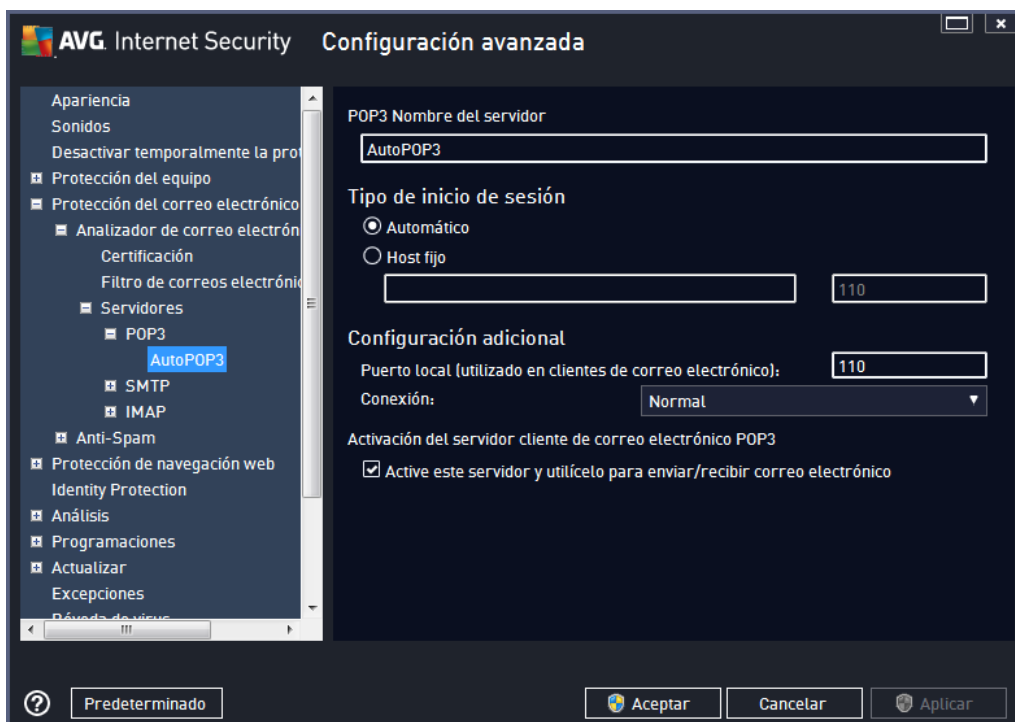 AVG. Internet Security Configuración avanzada
Apariencia
Sonidos
Desactivar temporalmente la prot
Protección del equipo
Protección del correo electrónico
Analizador de correo electrón
Certificación
Filtro de correos electrónic
Servidores
POP3
AutoPOP3
SMTP
IMAP
Anti-Spam
Protección de navegación web
Identity Protection
Análisis
Programaciones
Actualizar
Excepciones
Bóveda de virus
POP3 Nombre del servidor
AutoPOP3
Tipo de inicio de sesión
Automático
Host fijo
110
Configuración adicional
Puerto local (utilizado en clientes de correo electrónico): 110
Conexión: Normal
Activación del servidor cliente de correo electrónico POP3
Active este servidor y utilícelo para enviar/recibir correo electrónico
Predeterminado Aceptar Cancelar Aplicar